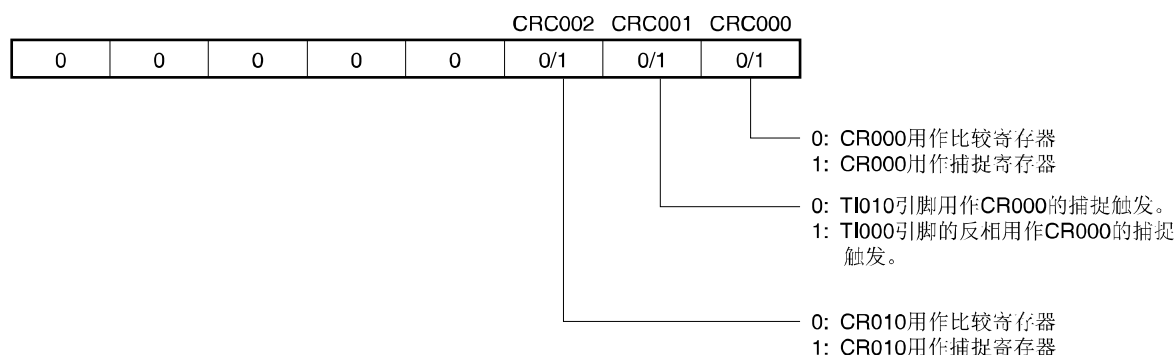 CRC002 CRC001 CRC000
0 0 0 0 0 0/1 0/1 0/1
0: CR000用作比较寄存器
1: CR000用作捕捉寄存器
0: TI010引脚用作CR000的捕捉触发。
1: TI000引脚的反相用作CR000的捕捉
触发。
0: CR010用作比较寄存器
1: CR010用作捕捉寄存器